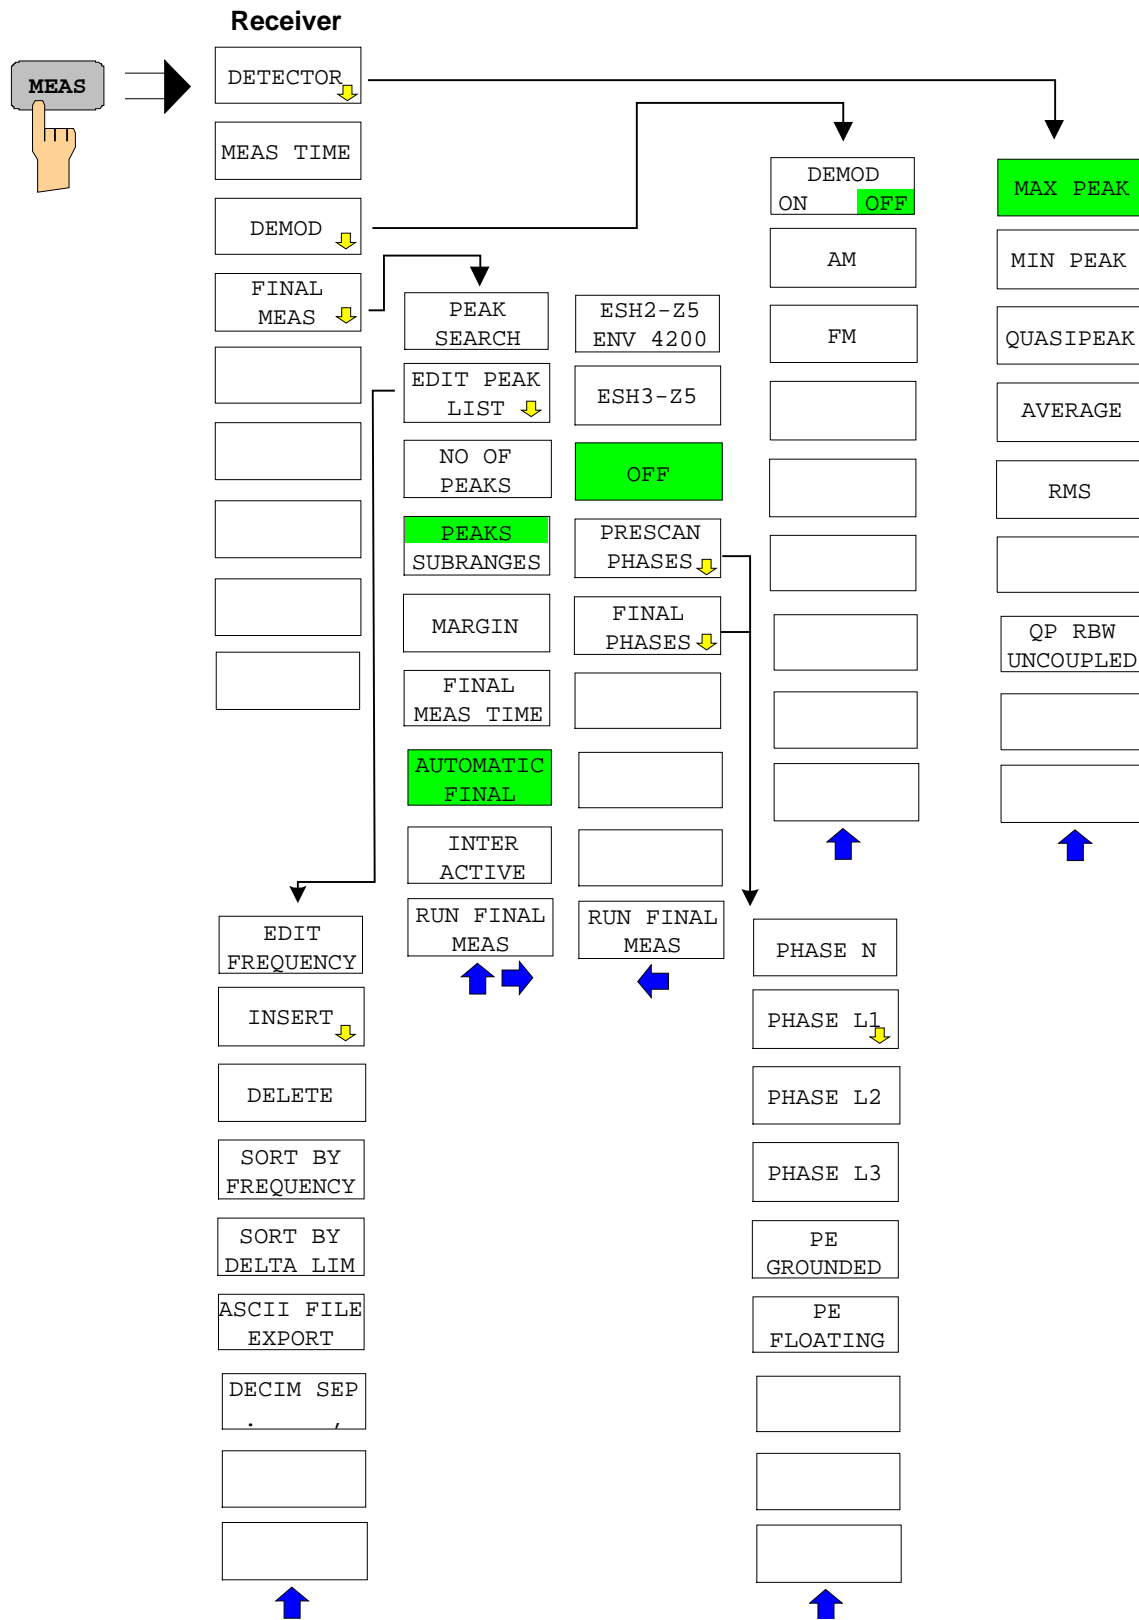 Receiver
MEAS
DETECTOR
MEAS TIME
DEMOD
FINAL
MEAS
PEAK
SEARCH
EDIT PEAK
LIST
NO OF
PEAKS
PEAKS
SUBRANGES
MARGIN
FINAL
MEAS TIME
AUTOMATIC
FINAL
INTER
ACTIVE
RUN FINAL
MEAS
ESH2-Z5
ENV 4200
ESH3-Z5
OFF
PRESCAN
PHASES
FINAL
PHASES
RUN FINAL
MEAS
DEMOD
ON OFF
AM
FM
MAX PEAK
MIN PEAK
QUASIPEAK
AVERAGE
RMS
QP RBW
UNCOUPLED
EDIT
FREQUENCY
INSERT
DELETE
SORT BY
FREQUENCY
SORT BY
DELTA LIM
ASCII FILE
EXPORT
DECIM SEP
. ,
PHASE N
PHASE L1
PHASE L2
PHASE L3
PE
GROUNDED
PE
FLOATING